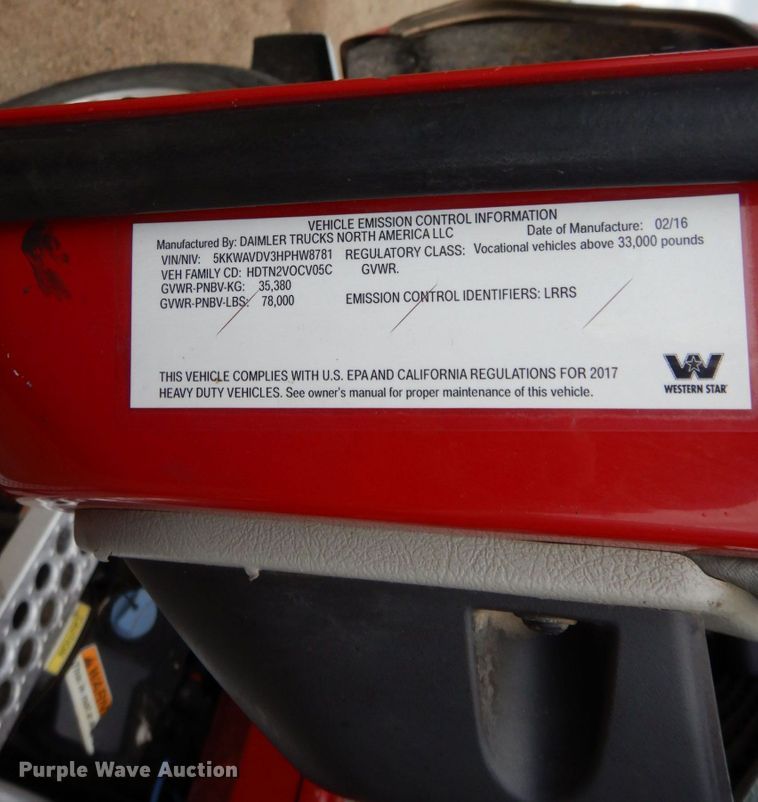 VEHICLE EMISSION CONTROL INFORMATION
Manufactured By: DAIMLER TRUCKS NORTH AMERICA LLC Date of Manufacture: 02/16
VIN/NIV: 5KKWAVDV3HPHW8781 REGULATORY CLASS: Vocational vehicles above 33,000 pounds
VEH FAMILY CD: HDTN2VOCV05C GVWR.
GVWR-PNBV-KG: 35,380
GVWR-PNBV-LBS: 78,000 EMISSION CONTROL IDENTIFIERS: LRRS
THIS VEHICLE COMPLIES WITH U.S. EPA AND CALIFORNIA REGULATIONS FOR 2017
HEAVY DUTY VEHICLES. See owner's manual for proper maintenance of this vehicle.
W
WESTERN STAR
Purple Wave Auction